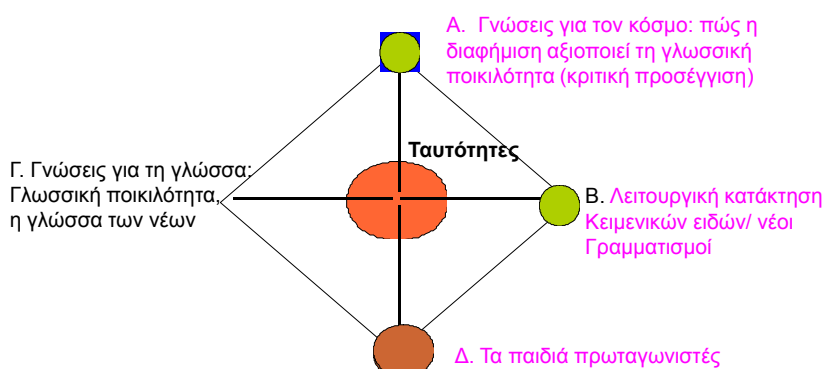 Α. Γνώσεις για τον κόσμο: πώς η
διαφήμιση αξιοποιεί τη γλωσσική
ποικιλότητα (κριτική προσέγγιση)
Ταυτότητες
Γ. Γνώσεις για τη γλώσσα:
Γλωσσική ποικιλότητα,
η γλώσσα των νέων
Β. Λειτουργική κατάκτηση
Κειμενικών ειδών/ νέοι
Γραμματισμοί
Δ. Τα παιδιά πρωταγωνιστές